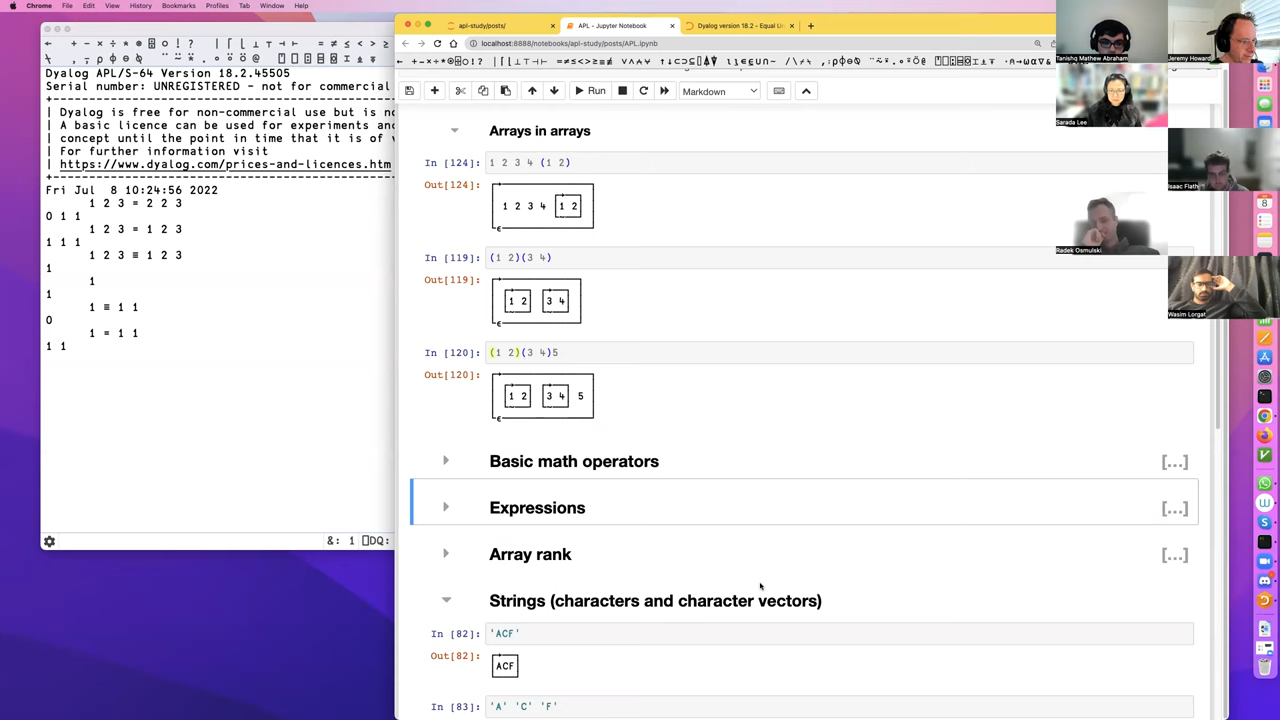 Chrome File Edit View History Bookmarks Profiles Tab Window Help
Dyalog APL/S-64 Version 18.2.45505
Serial number: UNREGISTERED - not for commercial
+---------------------------------------
| Dyalog is free for non-commercial use but is no
| A basic licence can be used for experiments and
| concept until the point in time that it is of v
| For further information visit
| https://www.dyalog.com/prices-and-licences.htm
+---------------------------------------
Fri Jul 8 10:24:56 2022
1 2 3 = 2 2 3
0 1 1
1 2 3 = 1 2 3
1 1 1
1 2 3 ≡ 1 2 3
1
1
1
1 ≡ 1 1
0
1 = 1 1
1 1
&: 1 ⎕DQ:
apl-study/posts/
APL - Jupyter Notebook
Dyalog version 18.2 - Equal Un
localhost:8888/notebooks/apl-study/posts/APL.ipynb
Run
Markdown
Arrays in arrays
In [124]: 1 2 3 4 (1 2)
Out[124]:
1 2 3 4 1 2
In [119]: (1 2)(3 4)
Out[119]:
1 2 3 4
In [120]: (1 2)(3 4)5
Out[120]:
1 2 3 4 5
Basic math operators [...]
Expressions [...]
Array rank [...]
Strings (characters and character vectors)
In [82]: 'ACF'
Out[82]:
ACF
In [83]: 'A' 'C' 'F'
Tanishq Mathew Abraham
Jeremy Howard
Sarada Lee
Isaac Flath
Radek Osmulski
Wasim Lorgat